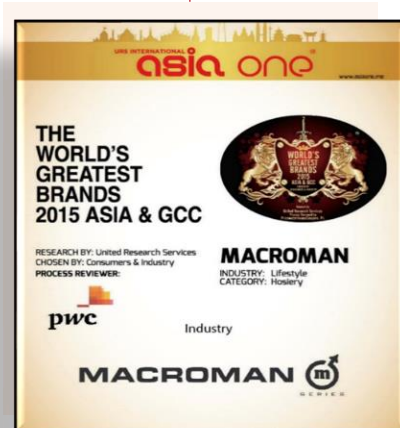 URS INTERNATIONAL
asia one
www.asiaone.me
THE
WORLD'S
GREATEST
BRANDS
2015 ASIA & GCC
WORLD'S
GREATEST
BRANDS
2015
ASIA & GCC
RESEARCH BY: United Research Services
CHOSEN BY: Consumers & Industry
PROCESS REVIEWER:
pwc
MACROMAN
INDUSTRY: Lifestyle
CATEGORY: Hosiery
Industry
MACROMAN m
SERIES